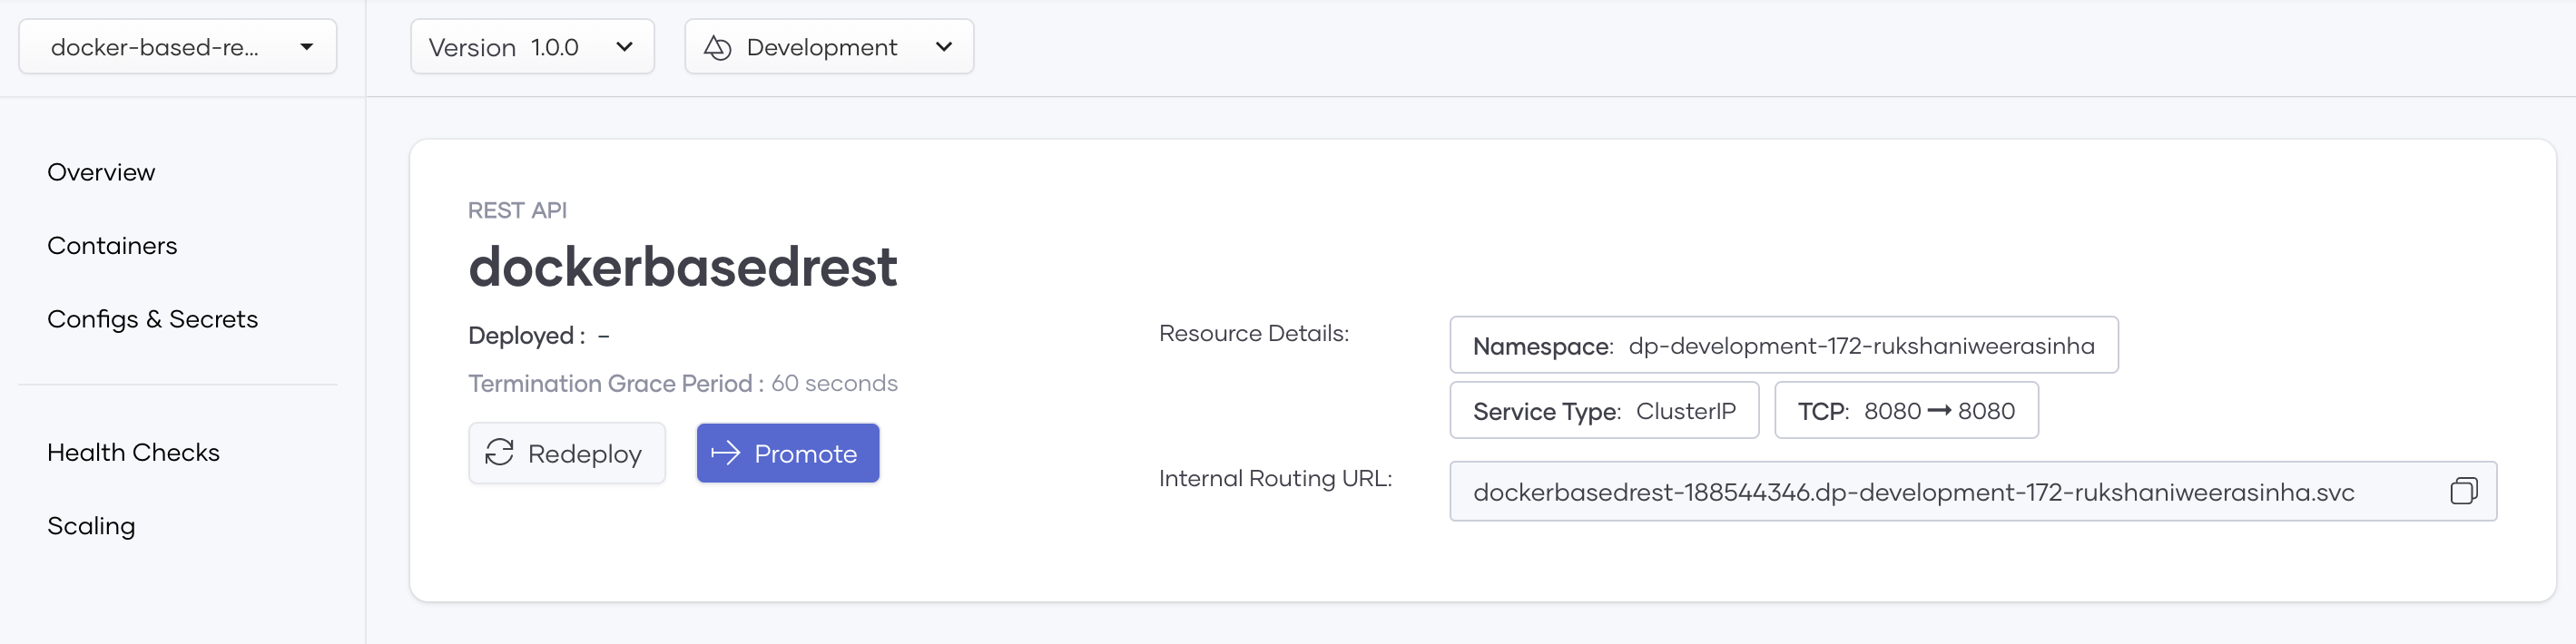 docker-based-re...
Version 1.0.0
Development
Overview
Containers
Configs & Secrets
Health Checks
Scaling
REST API
dockerbasedrest
Deployed : –
Termination Grace Period : 60 seconds
Redeploy
Promote
Resource Details:
Namespace: dp-development-172-rukshaniweerasinha
Service Type: ClusterIP
TCP: 8080 → 8080
Internal Routing URL:
dockerbasedrest-188544346.dp-development-172-rukshaniweerasinha.svc